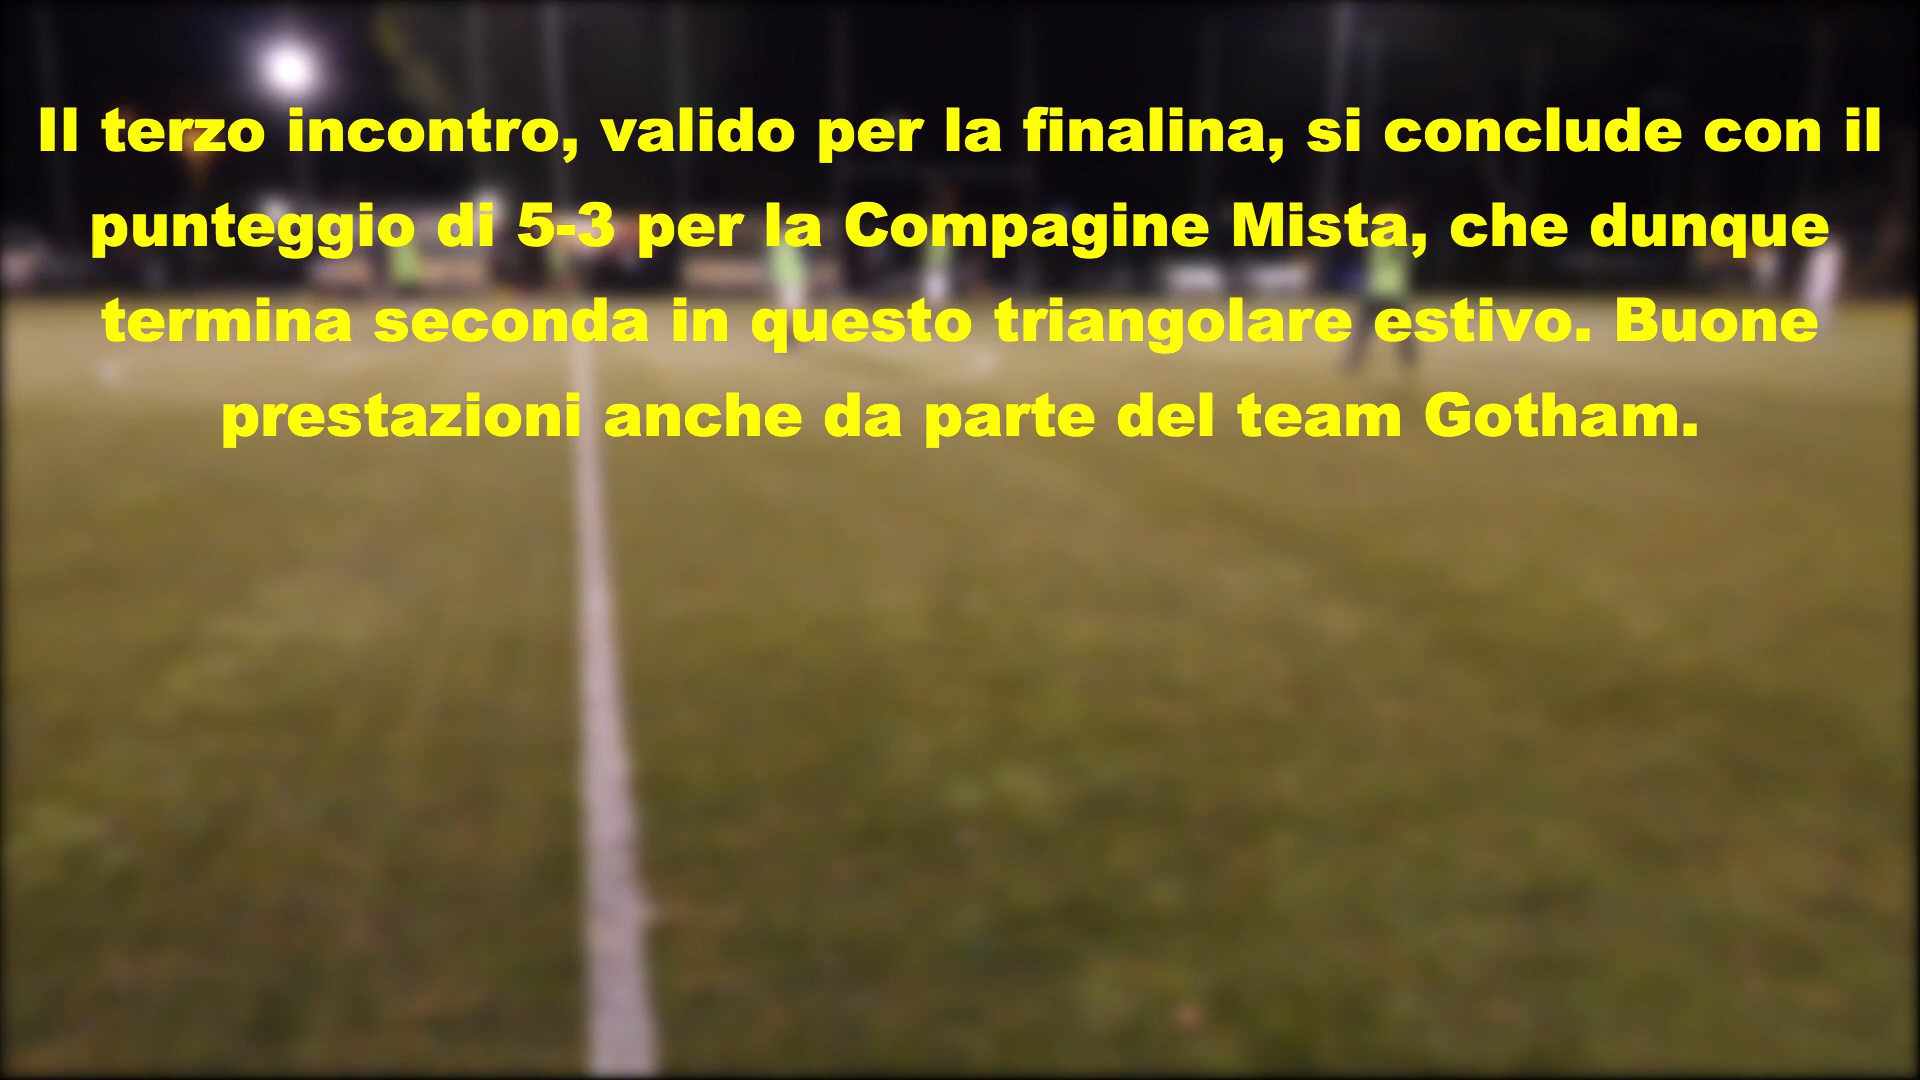 Il terzo incontro, valido per la finalina, si conclude con il
punteggio di 5-3 per la Compagine Mista, che dunque
termina seconda in questo triangolare estivo. Buone
prestazioni anche da parte del team Gotham.